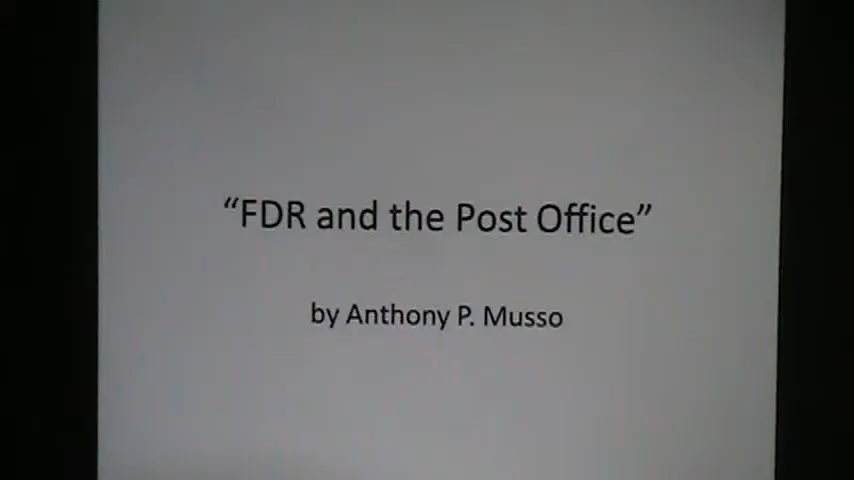 “FDR and the Post Office”
by Anthony P. Musso